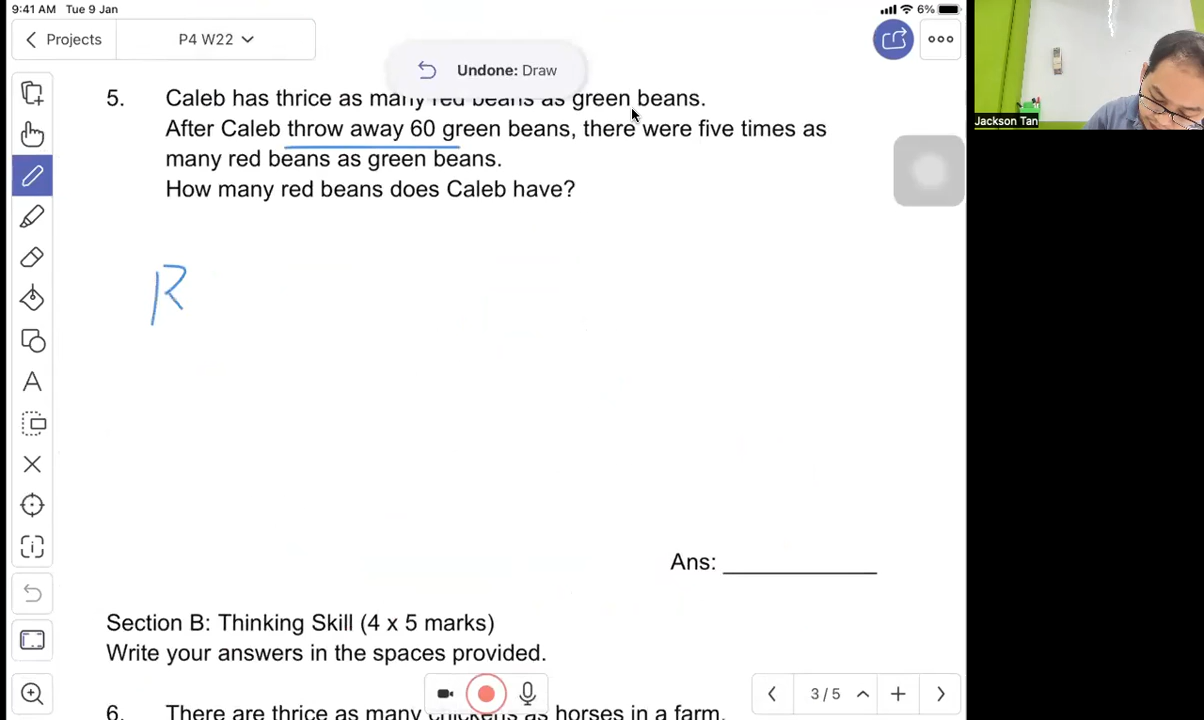 9:41 AM Tue 9 Jan
6%
Projects
P4 W22
Undone: Draw
5. Caleb has thrice as many red beans as green beans.
After Caleb throw away 60 green beans, there were five times as
many red beans as green beans.
How many red beans does Caleb have?
Jackson Tan
R
A
Ans:
Section B: Thinking Skill (4 x 5 marks)
Write your answers in the spaces provided.
3 / 5
6. There are thrice as many chickens as horses in a farm.